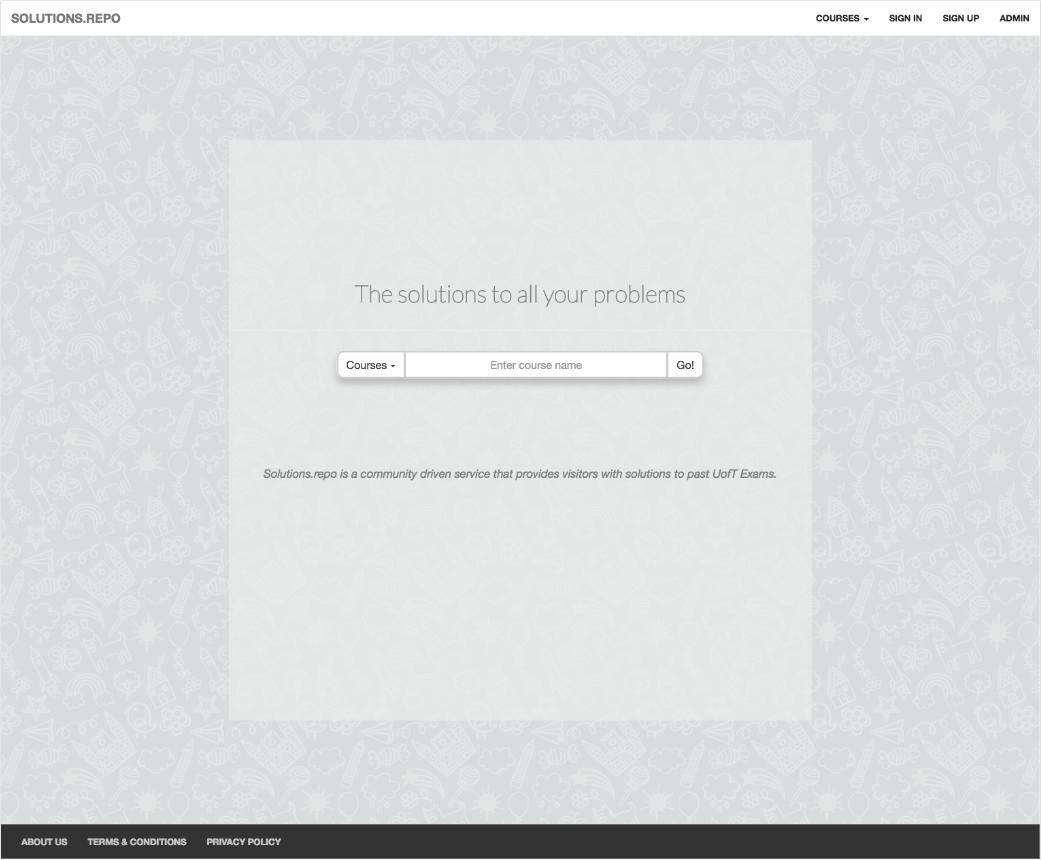 SOLUTIONS.REPO
COURSES SIGN IN SIGN UP ADMIN
The solutions to all your problems
Courses Enter course name Go!
Solutions.repo is a community driven service that provides visitors with solutions to past UofT Exams.
ABOUT US TERMS & CONDITIONS PRIVACY POLICY